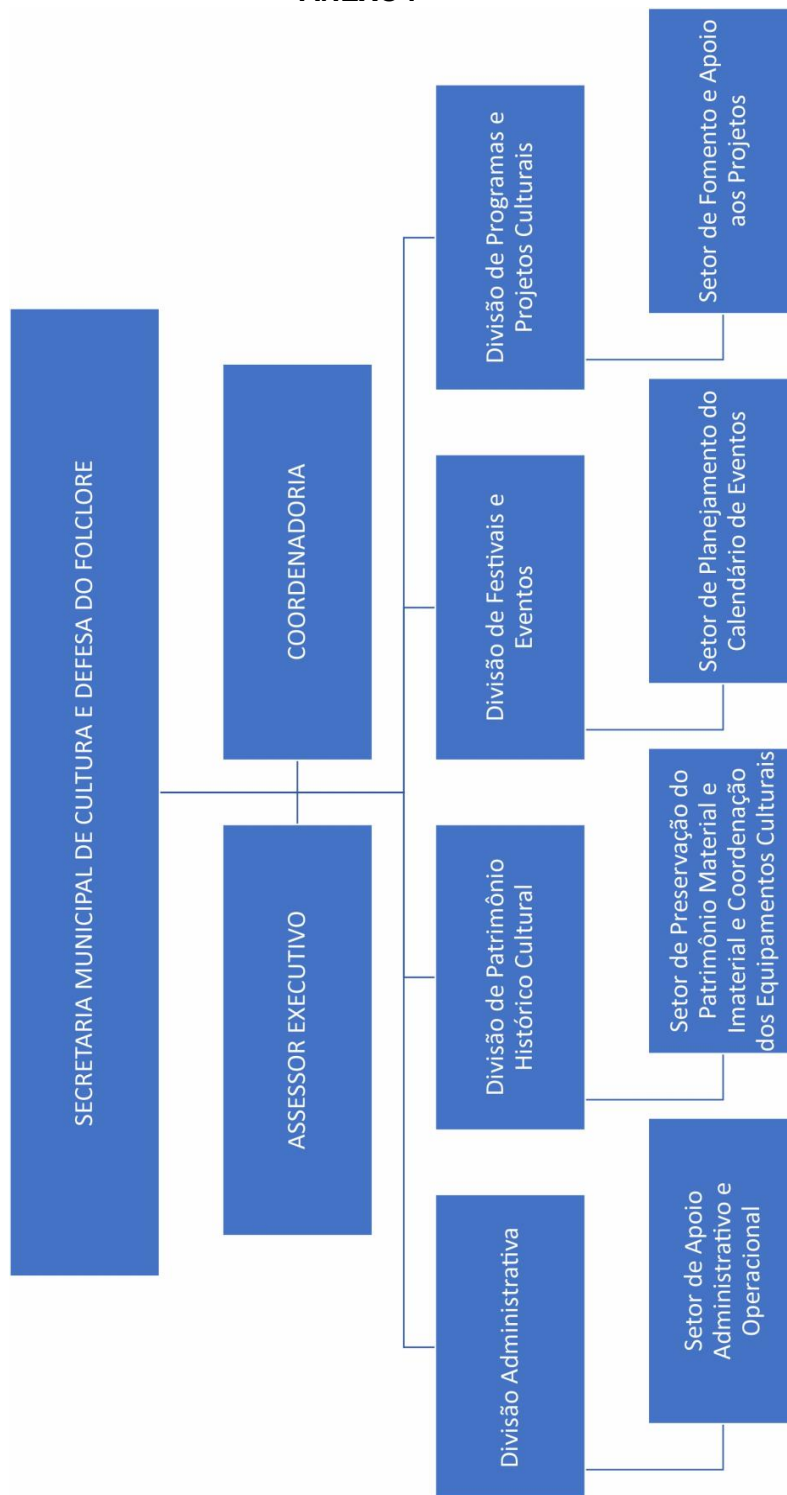 SECRETARIA MUNICIPAL DE CULTURA E DEFESA DO FOLCLORE
ASSESSOR EXECUTIVO
COORDENADORIA
Divisão Administrativa
Divisão de Patrimônio
Histórico Cultural
Divisão de Festivais e
Eventos
Divisão de Programas e
Projetos Culturais
Setor de Apoio
Administrativo e
Operacional
Setor de Preservação do
Patrimônio Material e
Imaterial e Coordenação
dos Equipamentos Culturais
Setor de Planejamento do
Calendário de Eventos
Setor de Fomento e Apoio
aos Projetos